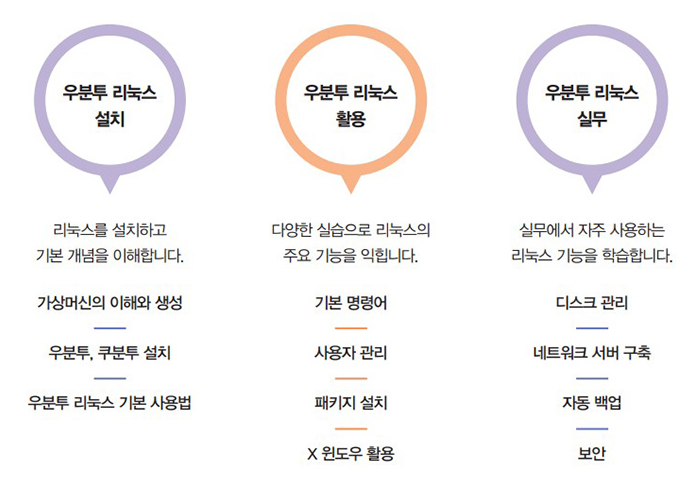 우분투 리눅스
설치
리눅스를 설치하고
기본 개념을 이해합니다.
가상머신의 이해와 생성
우분투, 쿠분투 설치
우분투 리눅스 기본 사용법
우분투 리눅스
활용
다양한 실습으로 리눅스의
주요 기능을 익힙니다.
기본 명령어
사용자 관리
패키지 설치
X 윈도우 활용
우분투 리눅스
실무
실무에서 자주 사용하는
리눅스 기능을 학습합니다.
디스크 관리
네트워크 서버 구축
자동 백업
보안